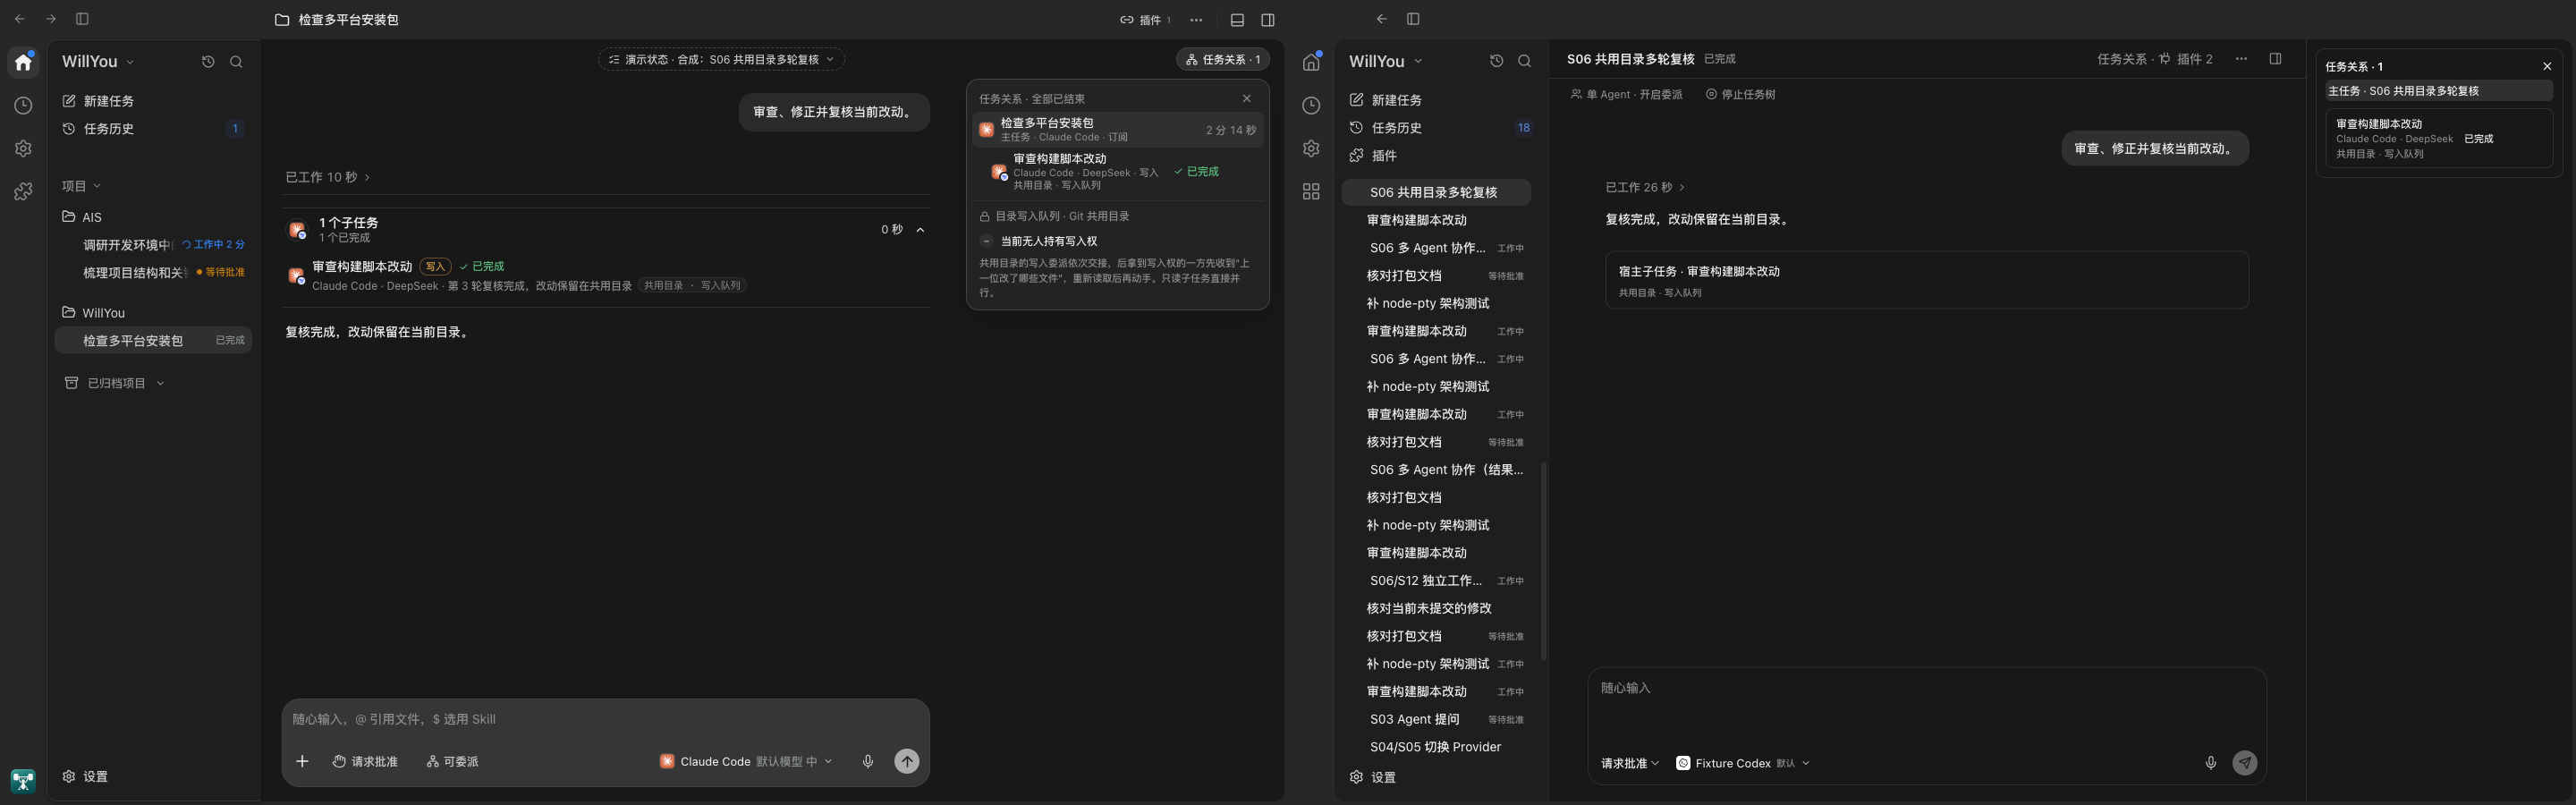 检查多平台安装包
插件 1
WillYou
新建任务
任务历史 1
项目
AIS
调研开发环境中 工作中 2 分
梳理项目结构和关 等待批准
WillYou
检查多平台安装包 已完成
已归档项目
设置
演示状态 · 合成：S06 共用目录多轮复核
任务关系 · 1
审查、修正并复核当前改动。
已工作 10 秒
1 个子任务
1 个已完成
0 秒
审查构建脚本改动 写入 已完成
Claude Code · DeepSeek · 第 3 轮复核完成，改动保留在共用目录 共用目录 · 写入队列
复核完成，改动保留在当前目录。
任务关系 · 全部已结束
检查多平台安装包
主任务 · Claude Code · 订阅
2 分 14 秒
审查构建脚本改动
Claude Code · DeepSeek · 写入
共用目录 · 写入队列
已完成
目录写入队列 · Git 共用目录
当前无人持有写入权
共用目录的写入委派依次交接，后拿到写入权的一方先收到“上
一位改了哪些文件”，重新读取后再动手。只读子任务直接并
行。
随心输入，@ 引用文件，$ 选用 Skill
请求批准
可委派
Claude Code 默认模型 中
WillYou
新建任务
任务历史 18
插件
S06 共用目录多轮复核
审查构建脚本改动
S06 多 Agent 协作... 工作中
核对打包文档 等待批准
补 node-pty 架构测试
审查构建脚本改动 工作中
S06 多 Agent 协作... 工作中
补 node-pty 架构测试
审查构建脚本改动 工作中
核对打包文档 等待批准
S06 多 Agent 协作（结果...
核对打包文档
补 node-pty 架构测试
审查构建脚本改动
S06/S12 独立工作... 工作中
核对当前未提交的修改
核对打包文档 等待批准
补 node-pty 架构测试 工作中
审查构建脚本改动 工作中
S03 Agent 提问 等待批准
S04/S05 切换 Provider
设置
S06 共用目录多轮复核 已完成
任务关系 · 插件 2
单 Agent · 开启委派
停止任务树
审查、修正并复核当前改动。
已工作 26 秒
复核完成，改动保留在当前目录。
宿主子任务 · 审查构建脚本改动
共用目录 · 写入队列
随心输入
请求批准
Fixture Codex 默认
任务关系 · 1
主任务 · S06 共用目录多轮复核
审查构建脚本改动
Claude Code · DeepSeek 已完成
共用目录 · 写入队列